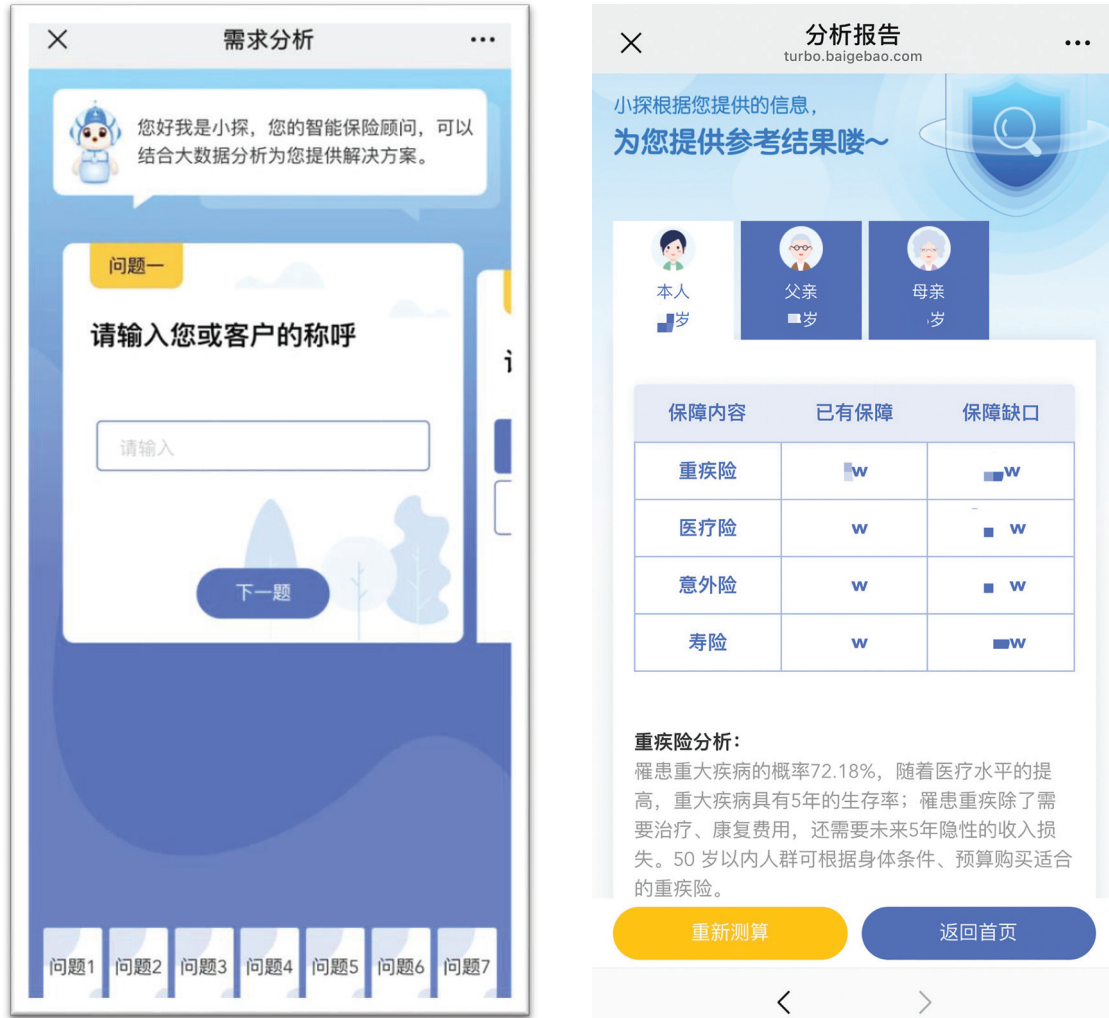 需求分析
您好我是小探，您的智能保险顾问，可以
结合大数据分析为您提供解决方案。
问题一
请输入您或客户的称呼
请输入
下一题
问题1 问题2 问题3 问题4 问题5 问题6 问题7
分析报告
turbo.baigebao.com
小探根据您提供的信息，
为您提供参考结果喽～
本人 父亲 母亲
岁 岁 岁
保障内容 已有保障 保障缺口
重疾险 w w
医疗险 w w
意外险 w w
寿险 w w
重疾险分析：
罹患重大疾病的概率72.18%，随着医疗水平的提
高，重大疾病具有5年的生存率；罹患重疾除了需
要治疗、康复费用，还需要未来5年隐性的收入损
失。50 岁以内人群可根据身体条件、预算购买适合
的重疾险。
重新测算 返回首页